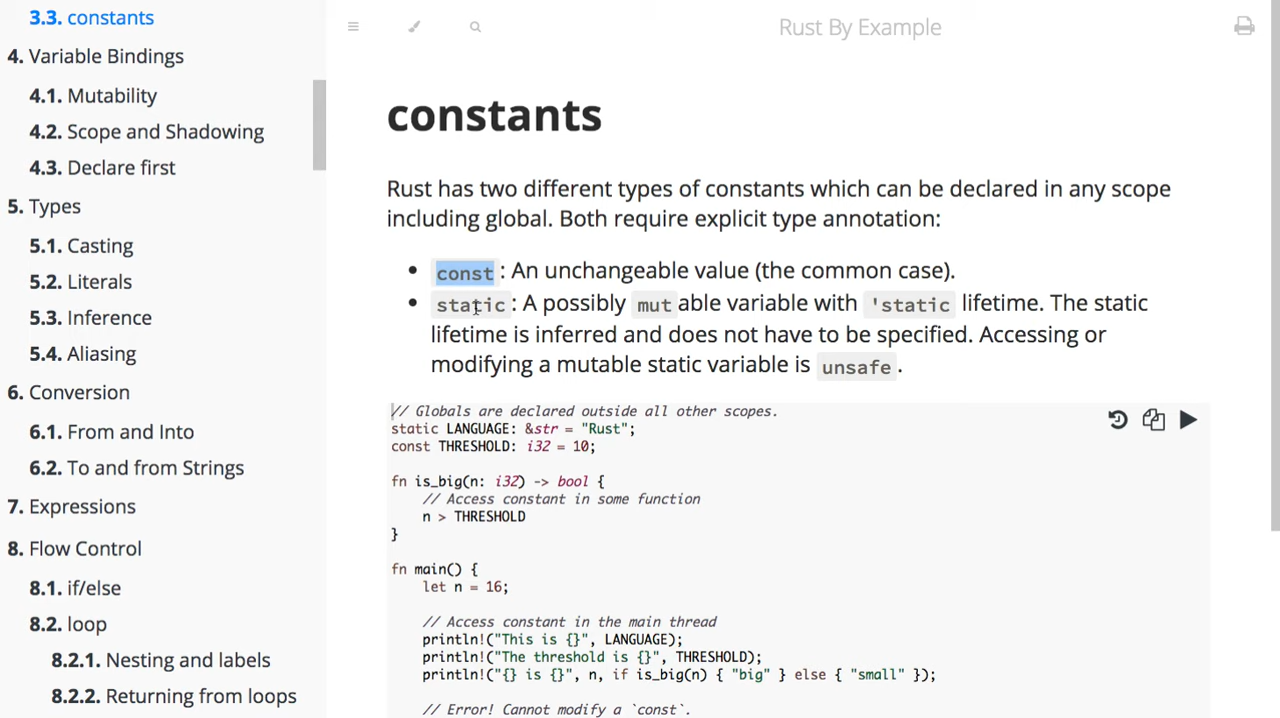 3.3. constants
4. Variable Bindings
4.1. Mutability
4.2. Scope and Shadowing
4.3. Declare first
5. Types
5.1. Casting
5.2. Literals
5.3. Inference
5.4. Aliasing
6. Conversion
6.1. From and Into
6.2. To and from Strings
7. Expressions
8. Flow Control
8.1. if/else
8.2. loop
8.2.1. Nesting and labels
8.2.2. Returning from loops
Rust By Example
constants
Rust has two different types of constants which can be declared in any scope
including global. Both require explicit type annotation:
• const: An unchangeable value (the common case).
• static: A possibly mutable variable with 'static lifetime. The static
lifetime is inferred and does not have to be specified. Accessing or
modifying a mutable static variable is unsafe.
// Globals are declared outside all other scopes.
static LANGUAGE: &str = "Rust";
const THRESHOLD: i32 = 10;
fn is_big(n: i32) -> bool {
// Access constant in some function
n > THRESHOLD
}
fn main() {
let n = 16;
// Access constant in the main thread
println!("This is {}", LANGUAGE);
println!("The threshold is {}", THRESHOLD);
println!("{} is {}", n, if is_big(n) { "big" } else { "small" });
// Error! Cannot modify a `const`.